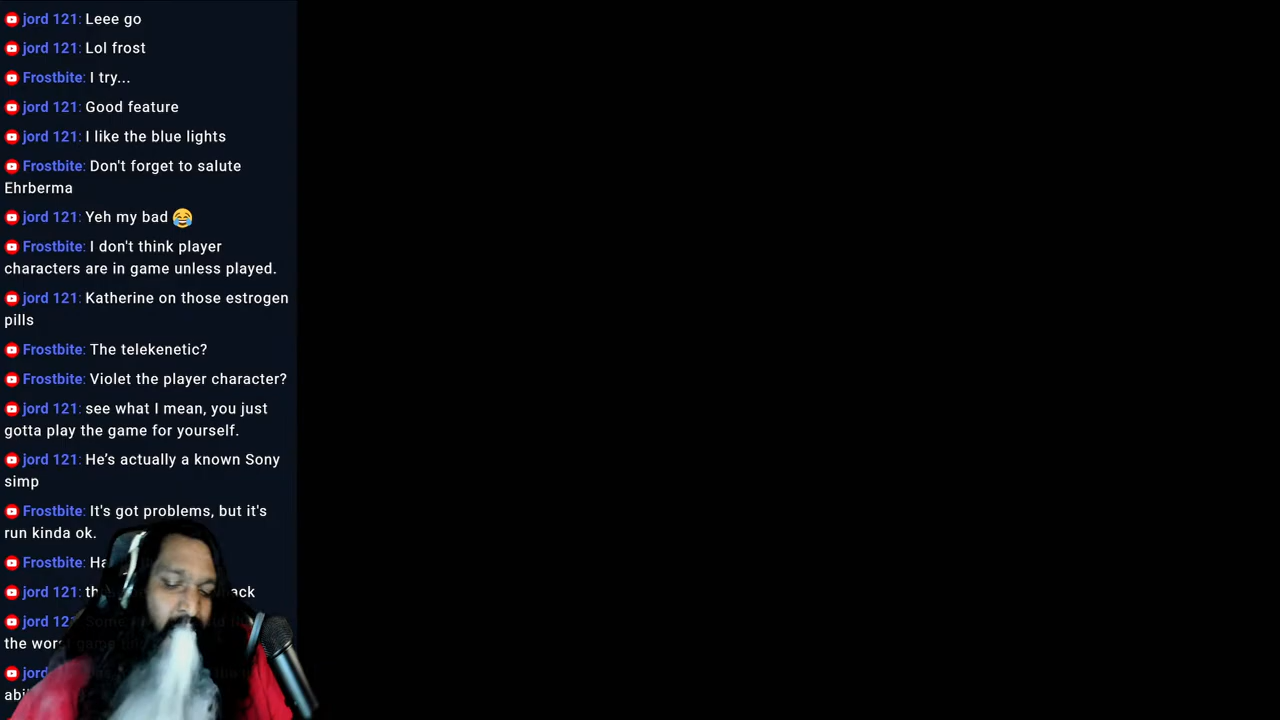 jord 121: Leee go
jord 121: Lol frost
Frostbite: I try...
jord 121: Good feature
jord 121: I like the blue lights
Frostbite: Don't forget to salute
Ehrberma
jord 121: Yeh my bad 😂
Frostbite: I don't think player
characters are in game unless played.
jord 121: Katherine on those estrogen
pills
Frostbite: The telekenetic?
Frostbite: Violet the player character?
jord 121: see what I mean, you just
gotta play the game for yourself.
jord 121: He’s actually a known Sony
simp
Frostbite: It's got problems, but it's
run kinda ok.
Frostbite:
jord 121:
jord 12 Some
the
jord